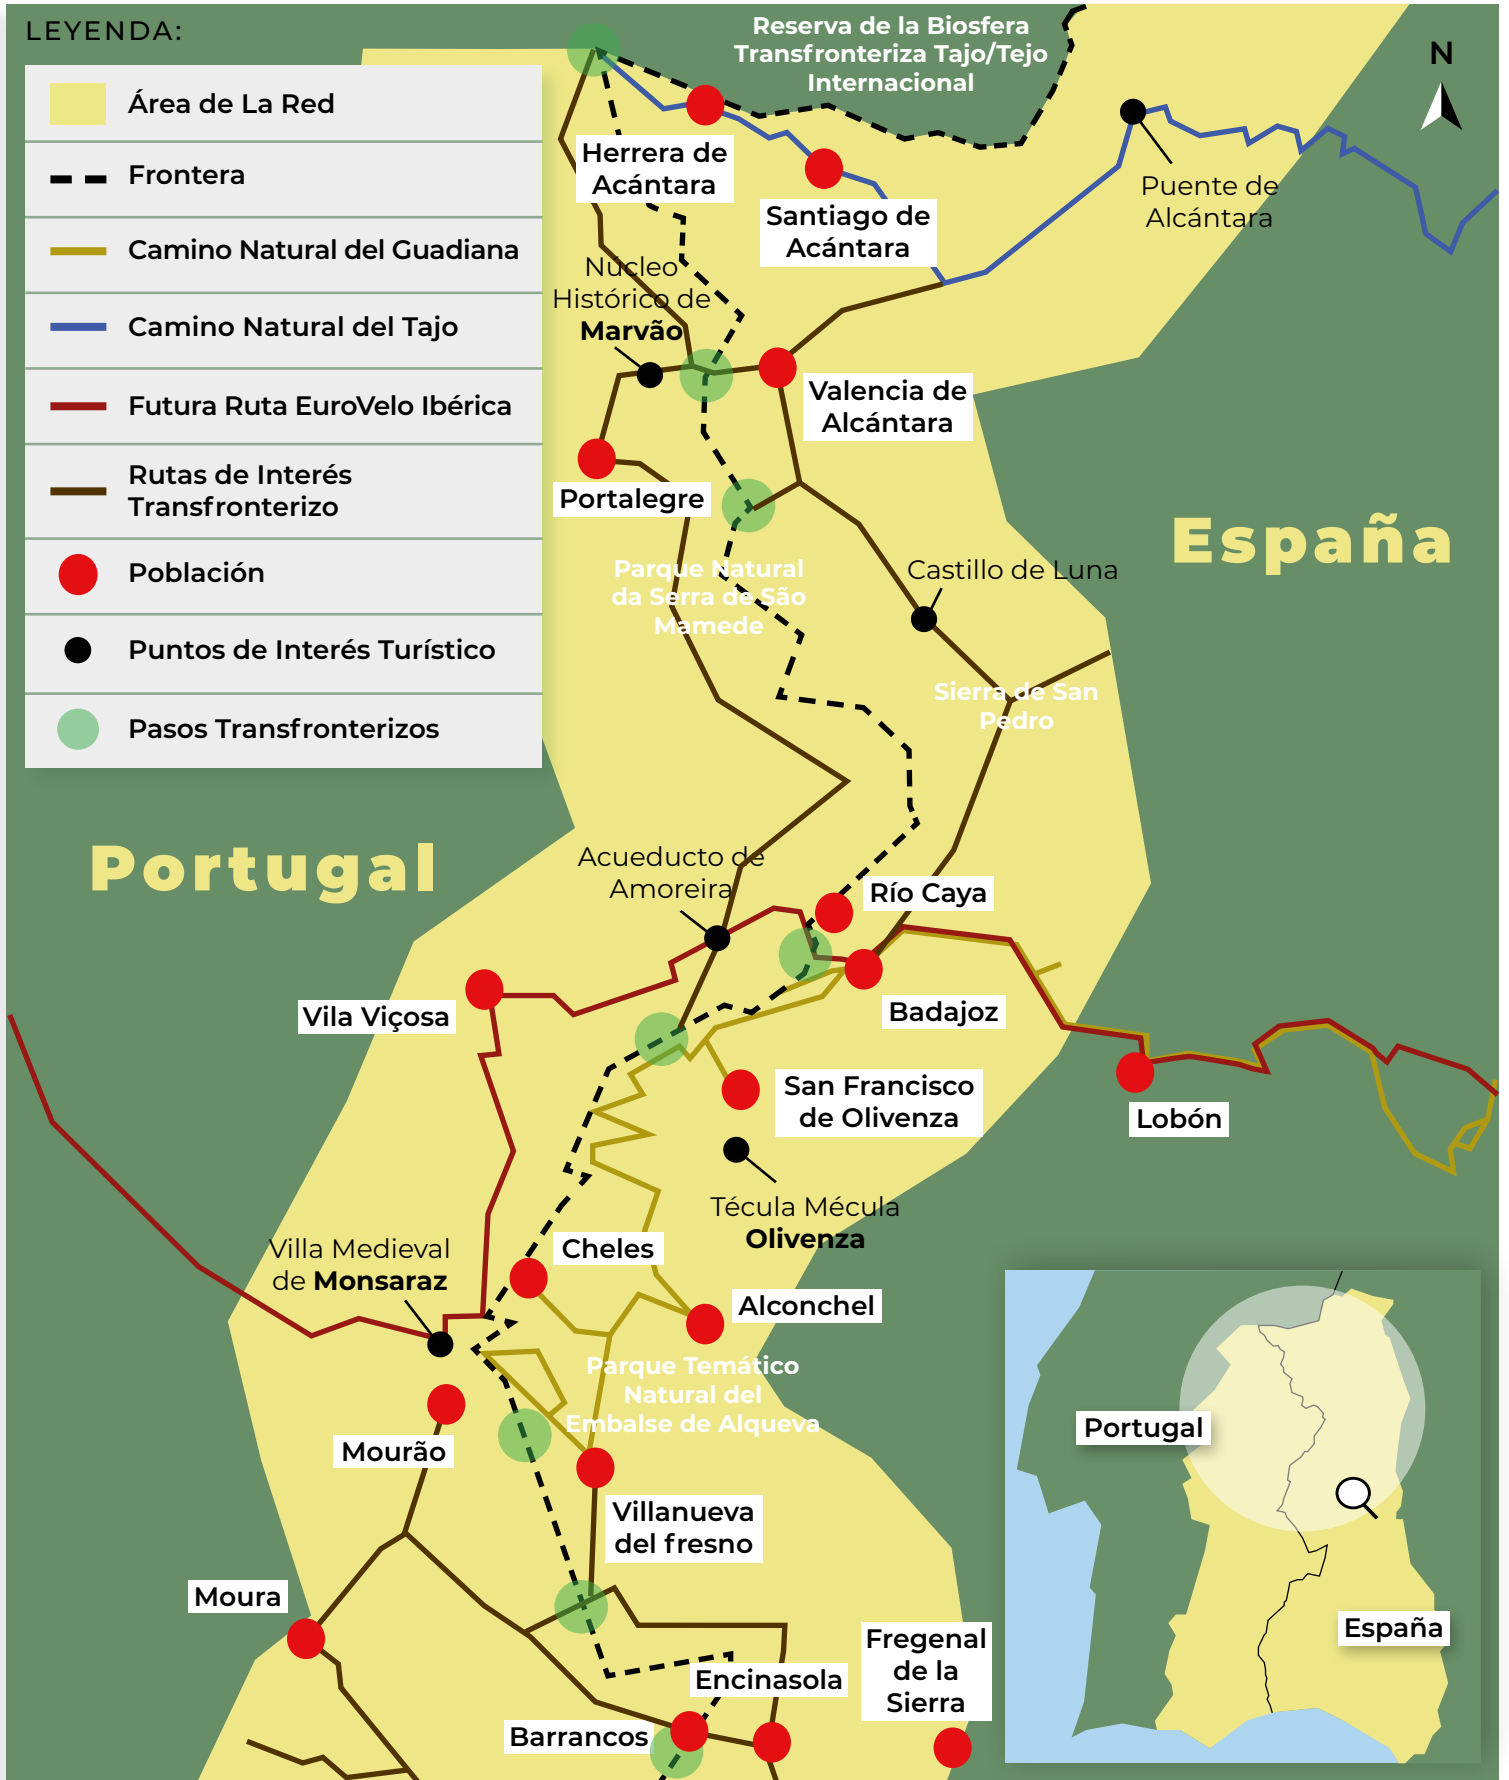 LEYENDA:
Área de La Red
Frontera
Camino Natural del Guadiana
Camino Natural del Tajo
Futura Ruta EuroVelo Ibérica
Rutas de Interés
Transfronterizo
Población
Puntos de Interés Turístico
Pasos Transfronterizos
Reserva de la Biosfera
Transfronteriza Tajo/Tejo
Internacional
N
Herrera de
Acántara
Santiago de
Acántara
Puente de
Alcántara
Núcleo
Histórico de
Marvão
Valencia de
Alcántara
Portalegre
España
Parque Natural
da Serra de São
Mamede
Castillo de Luna
Sierra de San
Pedro
Portugal
Acueducto de
Amoreira
Río Caya
Vila Viçosa
Badajoz
San Francisco
de Olivenza
Lobón
Técula Mécula
Olivenza
Villa Medieval
de Monsaraz
Cheles
Alconchel
Parque Temático
Natural del
Embalse de Alqueva
Mourão
Villanueva
del fresno
Moura
Fregenal
de la
Sierra
Encinasola
Barrancos
Portugal
España